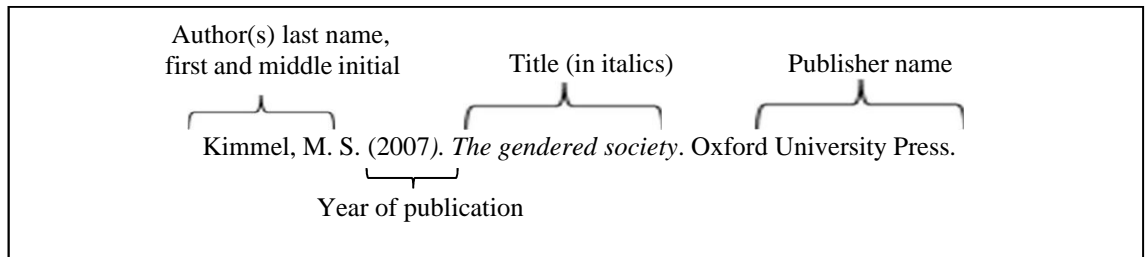 Author(s) last name,
first and middle initial
Title (in italics)
Publisher name
Kimmel, M. S. (2007). The gendered society. Oxford University Press.
Year of publication